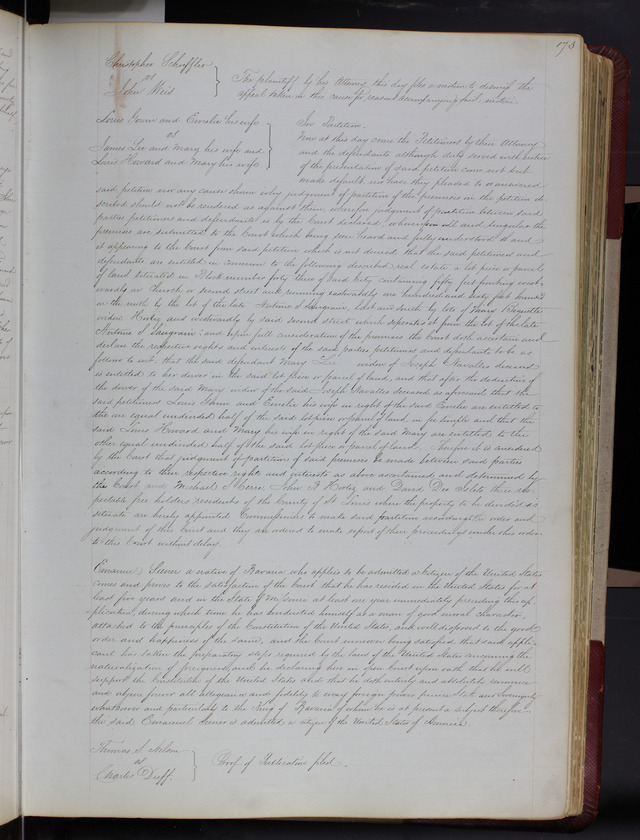 173
Christopher Scheffler
vs
John Weis
The plaintiff by his Attorney this day files a motion to dismiss the
appeal taken in this cause for reasons accompanying said motion.
Louis and Emelie his wife
vs
James Lee and Mary his wife and
Louis Howard and Mary his wife
In Partition.
Now at this day come the Petitioners by their Attorney
and the defendants although duly served with notice
of the presentation of said petition come not but
make default, nor have they pleaded to or answered
said petition nor any cause shown why judgment of partition of the premises in the petition de-
scribed should not be rendered as against them, wherefore judgment of partition between said
parties petitioners and defendants is by the Court declared, whereupon all and singular the
premises are submitted to the Court which being seen heard and fully understood, and
it appearing to the Court from said petition which is not denied, that the said petitioners and
defendants are entitled in common to the following described real estate a lot piece or parcel
of land situated in Block number forty three of said City containing fifty feet fronting west-
wardly on Church or second street and running eastwardly one hundred and sixty feet bounded
on the north by the lot of the late Antoine S. Saugrain, East and South by lots of Mary
widow and westwardly by said second street which separates it from the lot of the late
Antoine S. Saugrain; and upon full consideration of the premises the Court doth ascertain and
declare the respective rights and interests of the said parties petitioners and defendants to be as
follows to wit, that the said defendant Mary Lee widow of Joseph deceased
is entitled to her dower in the said lot piece or parcel of land, and that after the deduction of
the dower of the said Mary widow of the said Joseph deceased as aforesaid that the
said petitioners Louis and Emelie his wife in right of the said Emelie are entitled to
the one equal undivided half of the said lot piece or parcel of land in fee simple and that the
said Louis Howard and Mary his wife in right of the said Mary are entitled to the
other equal undivided half of the said lot piece or parcel of land. Therefore it is considered
by the Court that judgment of partition of said premises be made between said parties
according to their respective rights and interests as above ascertained and determined by
the Court and Michael S. Cerre, John F. and David three res-
pectable free holders residents of the County of St. Louis where the property to be divided is
situate are hereby appointed Commissioners to make said partition according to the order and
judgment of this Court and they are ordered to make report of their proceedings under this order
to this Court without delay.
Emanuel a native of Bavaria who applies to be admitted a Citizen of the United States
comes and proves to the satisfaction of the Court that he has resided in the United States for at
least five years and in the State of Missouri at least one year immediately preceding this ap-
plication, during which time he has conducted himself as a man of good moral character,
attached to the principles of the Constitution of the United States, and well disposed to the good
order and happiness of the same, and the Court moreover being satisfied that said appli-
cant has taken the preparatory steps required by the laws of the United States concerning the
naturalization of foreigners, and he declaring here in open Court upon oath that he will
support the Constitution of the United States and that he doth entirely and absolutely renounce
and abjure forever all allegiance and fidelity to every foreign prince power State and Sovereignty
whatsoever and particularly to the King of Bavaria of whom he is at present a subject therefore
the said Emanuel is admitted a citizen of the United States of America.
Thomas S.
vs
Charles Duff.
Proof of Publication filed.